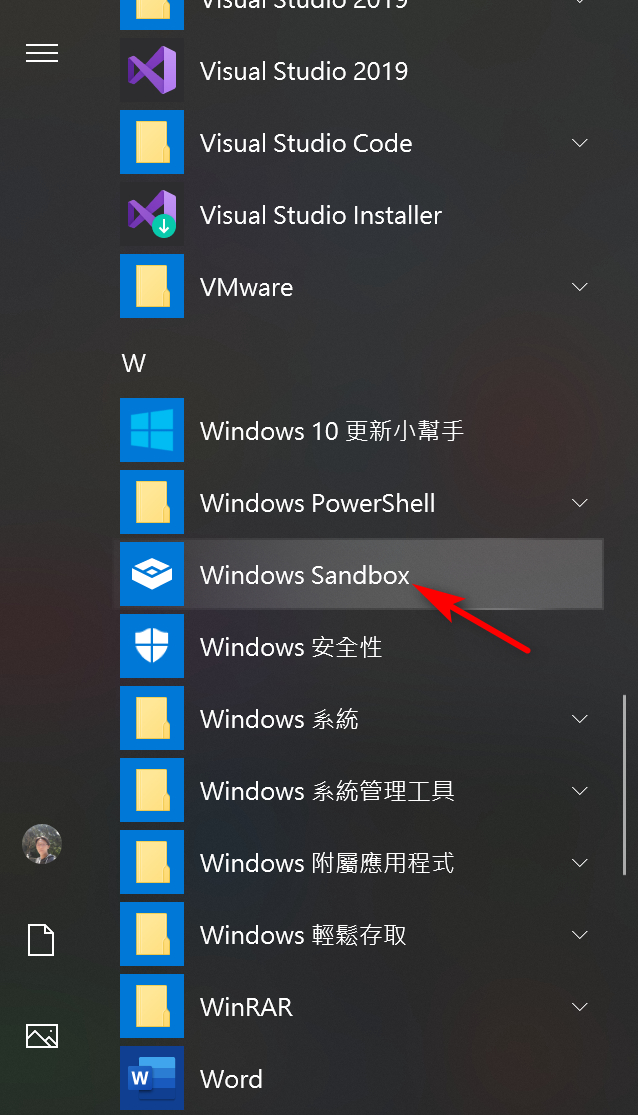 Visual Studio 2019
Visual Studio 2019
Visual Studio Code
Visual Studio Installer
VMware
W
Windows 10 更新小幫手
Windows PowerShell
Windows Sandbox
Windows 安全性
Windows 系統
Windows 系統管理工具
Windows 附屬應用程式
Windows 輕鬆存取
WinRAR
W
Word